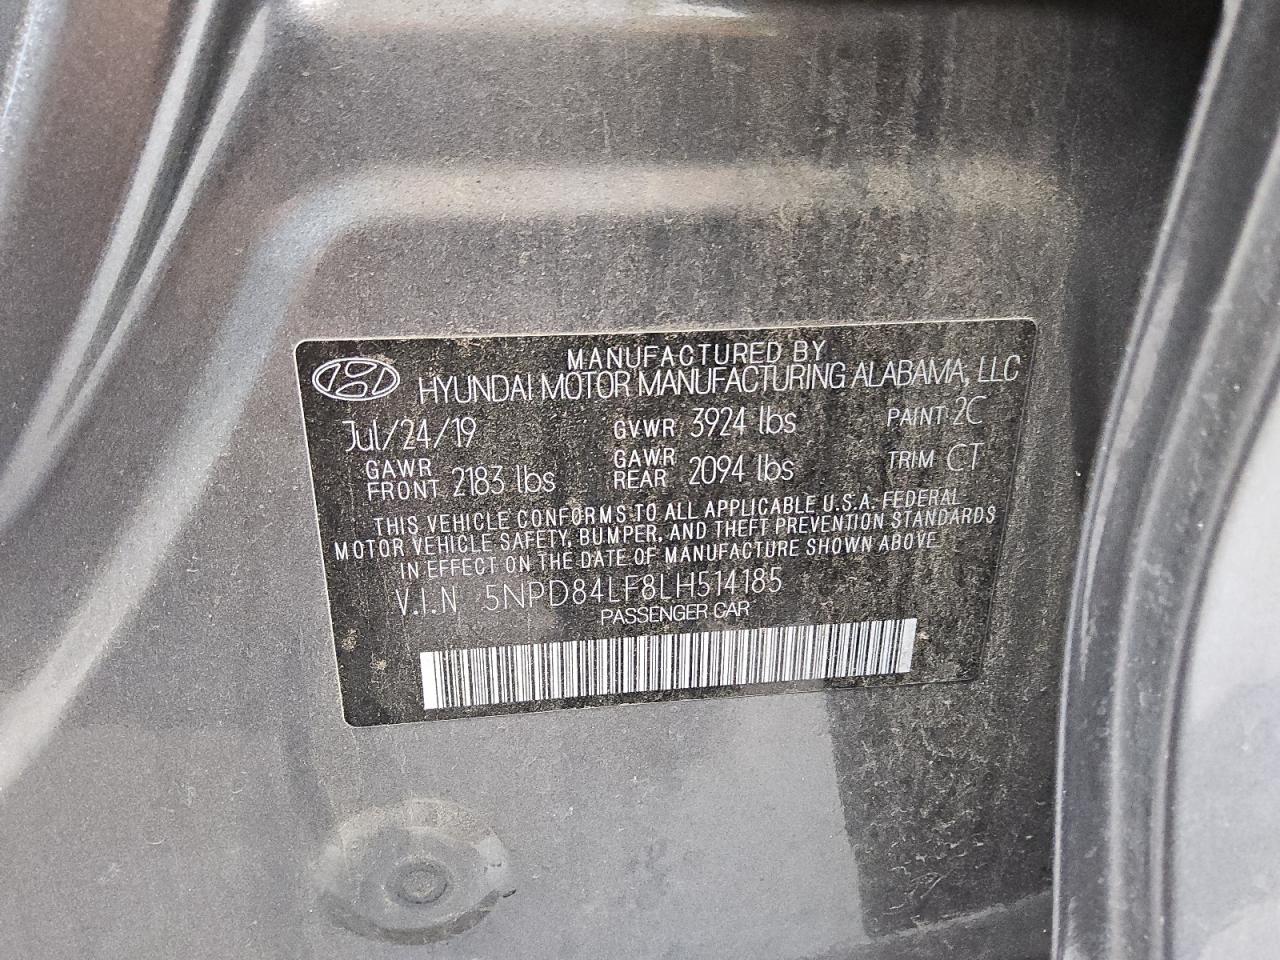 MANUFACTURED BY
HYUNDAI MOTOR MANUFACTURING ALABAMA, LLC
Jul/24/19 GVWR 3924 lbs PAINT 2C
GAWR FRONT 2183 lbs GAWR REAR 2094 lbs TRIM CT
THIS VEHICLE CONFORMS TO ALL APPLICABLE U.S.A. FEDERAL
MOTOR VEHICLE SAFETY, BUMPER, AND THEFT PREVENTION STANDARDS
IN EFFECT ON THE DATE OF MANUFACTURE SHOWN ABOVE
V.I.N 5NPD84LF8LH514185
PASSENGER CAR